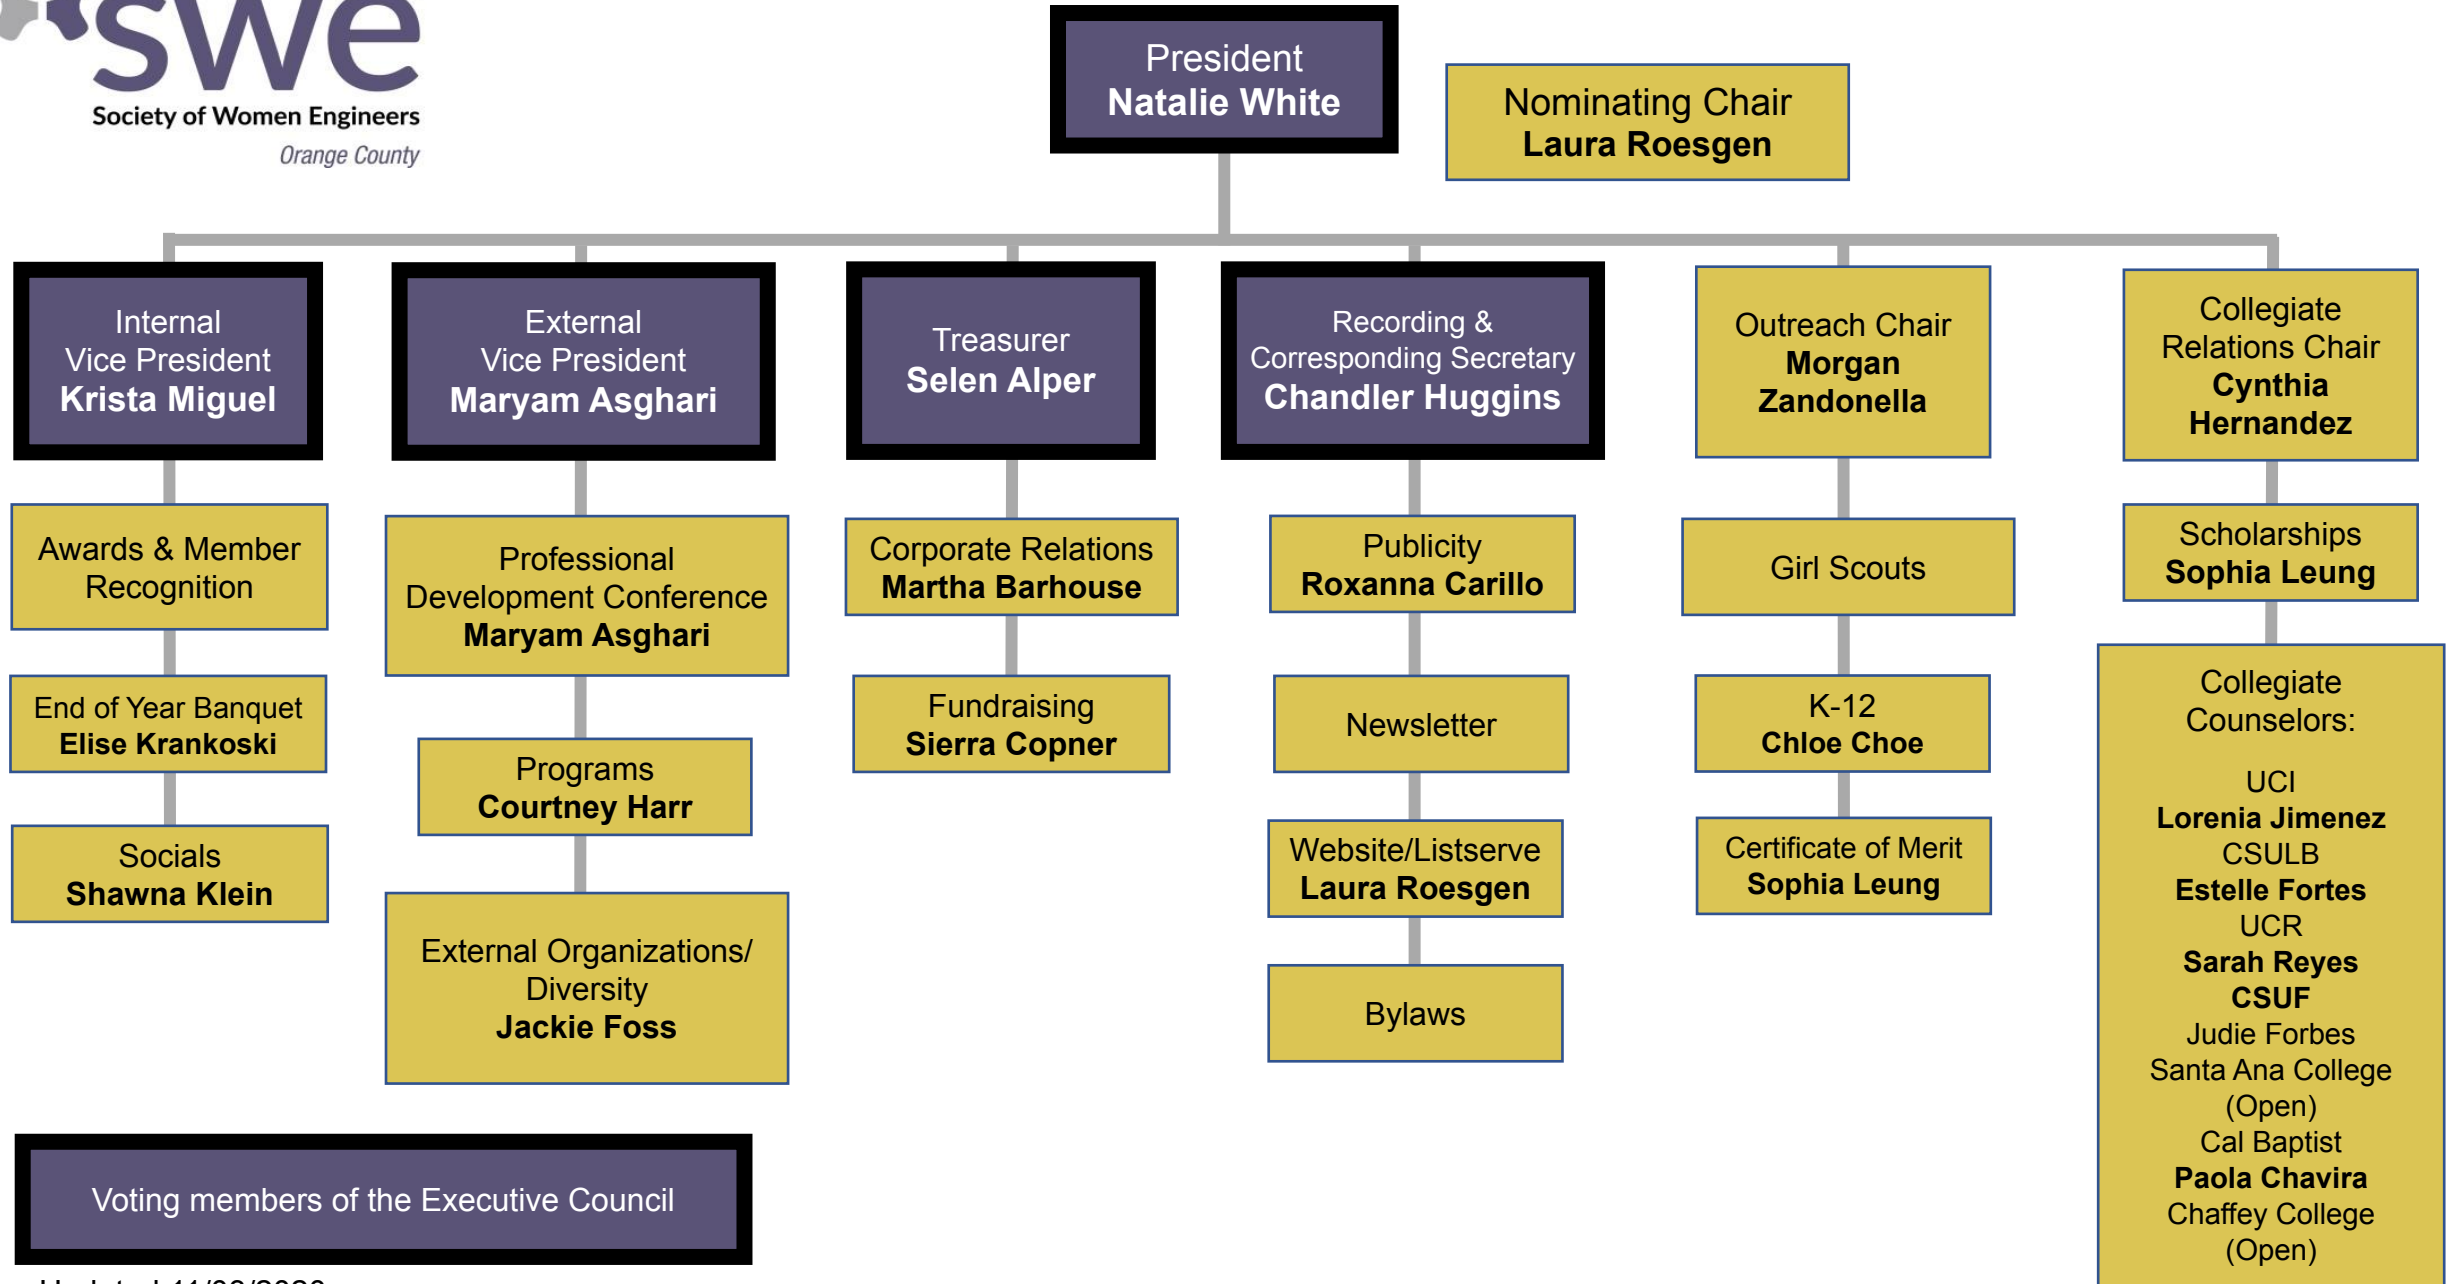 swe
Society of Women Engineers
Orange County
President
Natalie White
Nominating Chair
Laura Roesgen
Internal
Vice President
Krista Miguel
External
Vice President
Maryam Asghari
Treasurer
Selen Alper
Recording &
Corresponding Secretary
Chandler Huggins
Outreach Chair
Morgan
Zandonella
Collegiate
Relations Chair
Cynthia
Hernandez
Awards & Member
Recognition
End of Year Banquet
Elise Krankoski
Socials
Shawna Klein
Professional
Development Conference
Maryam Asghari
Programs
Courtney Harr
External Organizations/
Diversity
Jackie Foss
Corporate Relations
Martha Barhouse
Fundraising
Sierra Copner
Publicity
Roxanna Carillo
Newsletter
Website/Listserve
Laura Roesgen
Bylaws
Girl Scouts
K-12
Chloe Choe
Certificate of Merit
Sophia Leung
Scholarships
Sophia Leung
Collegiate
Counselors:
UCI
Lorenia Jimenez
CSULB
Estelle Fortes
UCR
Sarah Reyes
CSUF
Judie Forbes
Santa Ana College
(Open)
Cal Baptist
Paola Chavira
Chaffey College
(Open)
Voting members of the Executive Council